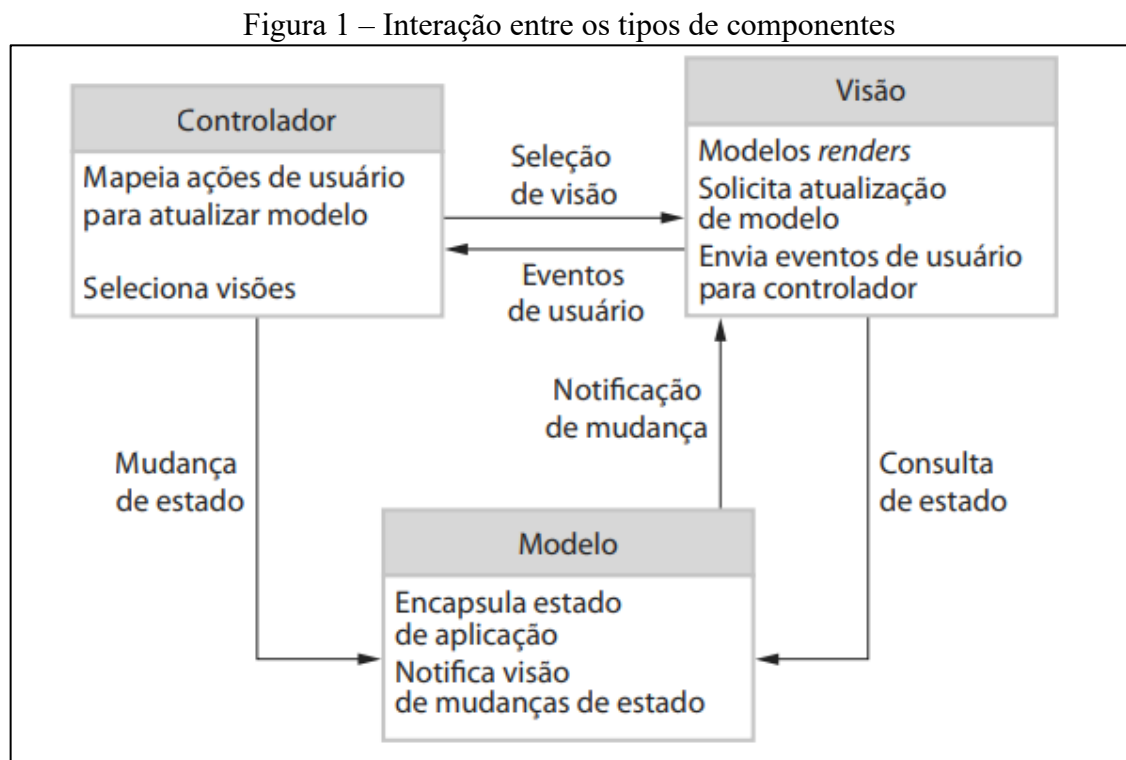 Figura 1 – Interação entre os tipos de componentes
Controlador
Mapeia ações de usuário
para atualizar modelo
Seleciona visões
Seleção
de visão
Eventos
de usuário
Visão
Modelos renders
Solicita atualização
de modelo
Envia eventos de usuário
para controlador
Mudança
de estado
Notificação
de mudança
Consulta
de estado
Modelo
Encapsula estado
de aplicação
Notifica visão
de mudanças de estado